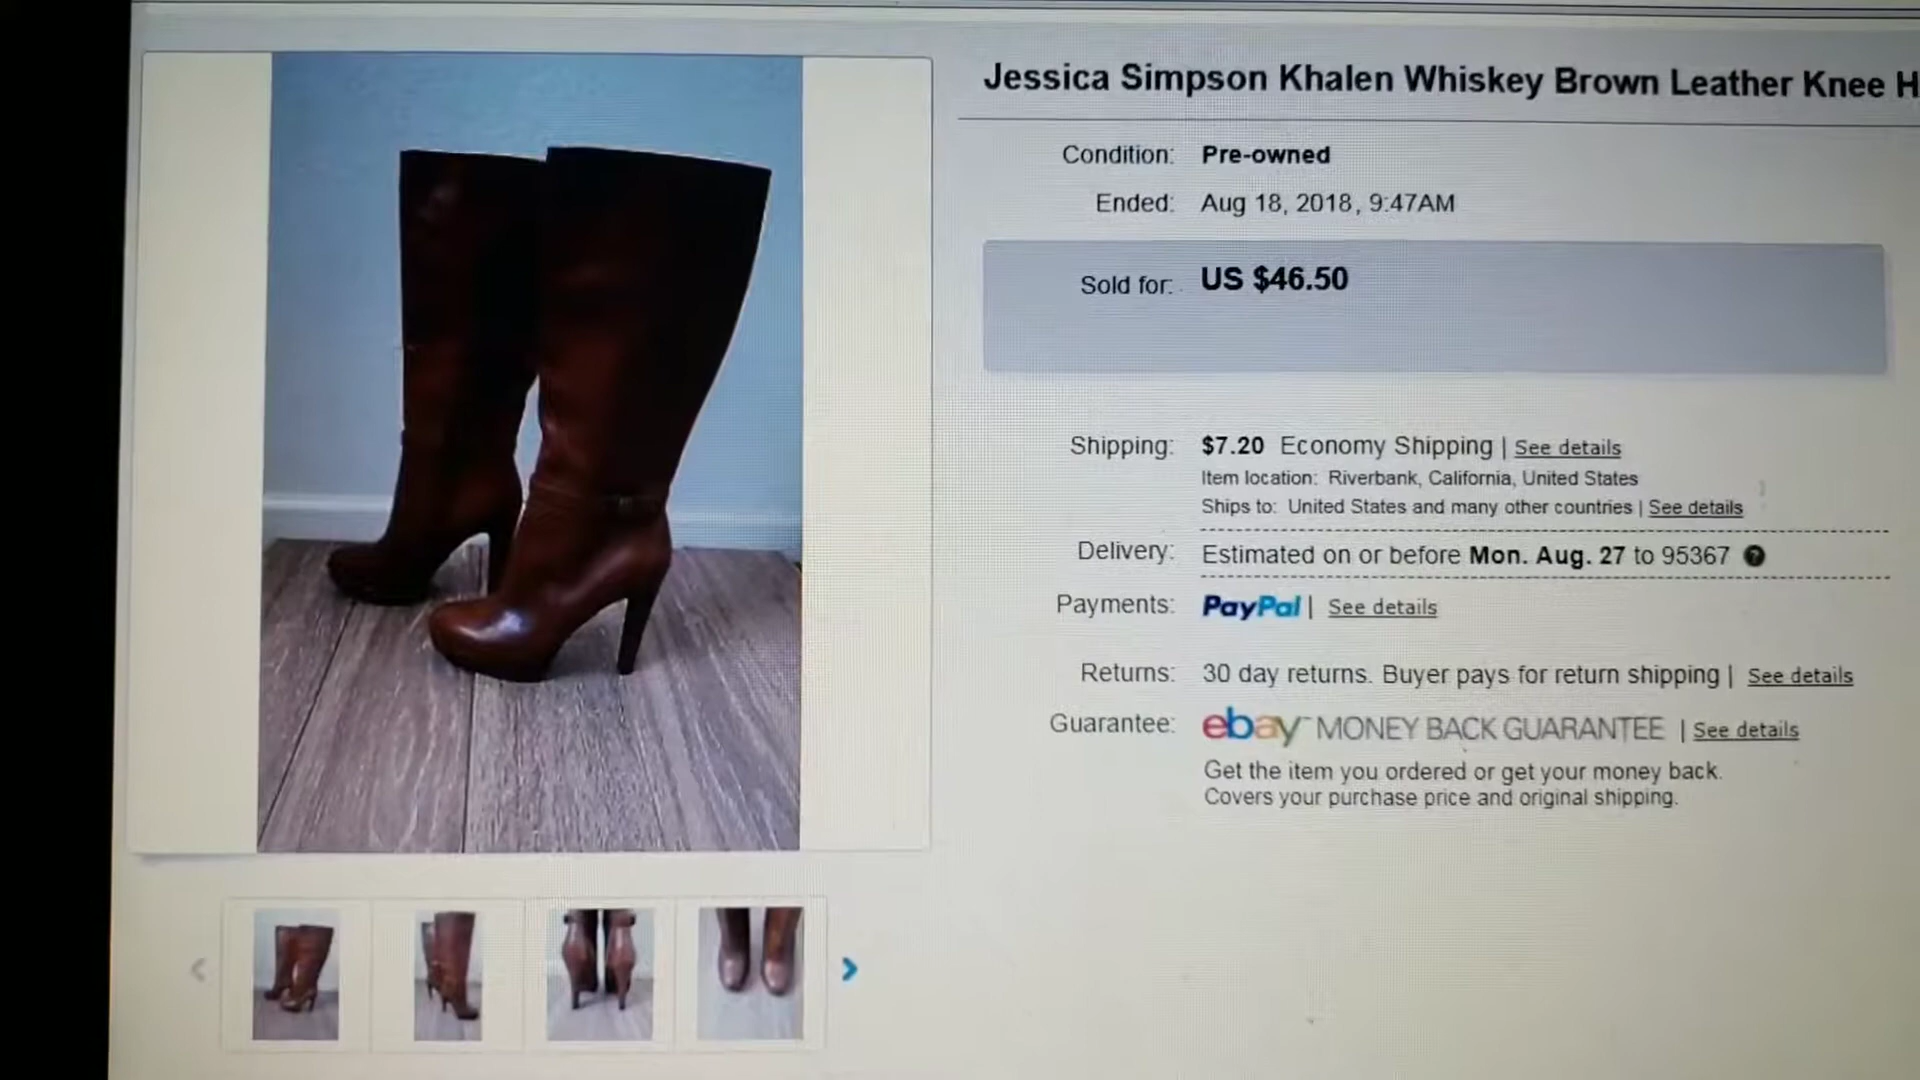 Jessica Simpson Khalen Whiskey Brown Leather Knee H
Condition: Pre-owned
Ended: Aug 18, 2018, 9:47AM
Sold for: US $46.50
Shipping: $7.20 Economy Shipping | See details
Item location: Riverbank, California, United States
Ships to: United States and many other countries | See details
Delivery: Estimated on or before Mon. Aug. 27 to 95367 ?
Payments: PayPal | See details
Returns: 30 day returns. Buyer pays for return shipping | See details
Guarantee: ebay MONEY BACK GUARANTEE | See details
Get the item you ordered or get your money back.
Covers your purchase price and original shipping.